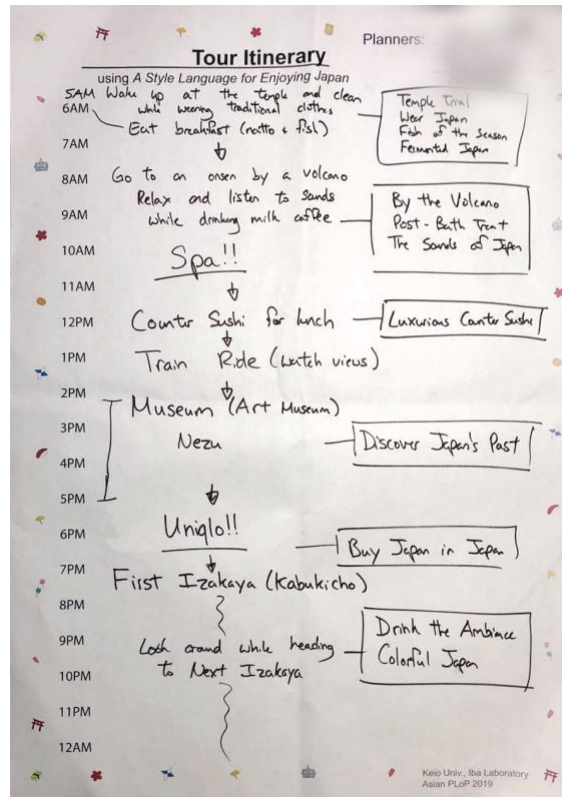 Planners:
Tour Itinerary
using A Style Language for Enjoying Japan
5AM Wake up at the temple and clean
6AM while wearing traditional clothes
Eat breakfast (natto & fish)
Temple Trial
Wear Japan
Fish of the Season
Fermented Japan
7AM
8AM Go to an onsen by a volcano
Relax and listen to sands
9AM while drinking milk coffee
By the Volcano
Post-Bath Treat
The Sands of Japan
10AM Spa!!
11AM
12PM Counter Sushi for lunch
Luxurious Counter Sushi
1PM Train Ride (watch views)
2PM Museum (Art Museum)
3PM Nezu
Discover Japan's Past
4PM
5PM
6PM Uniqlo!!
Buy Japan in Japan
7PM First Izakaya (Kabukicho)
8PM
9PM Look around while heading
10PM to Next Izakaya
Drink the Ambience
Colorful Japan
11PM
12AM
Keio Univ., Iba Laboratory
Asian PLoP 2019